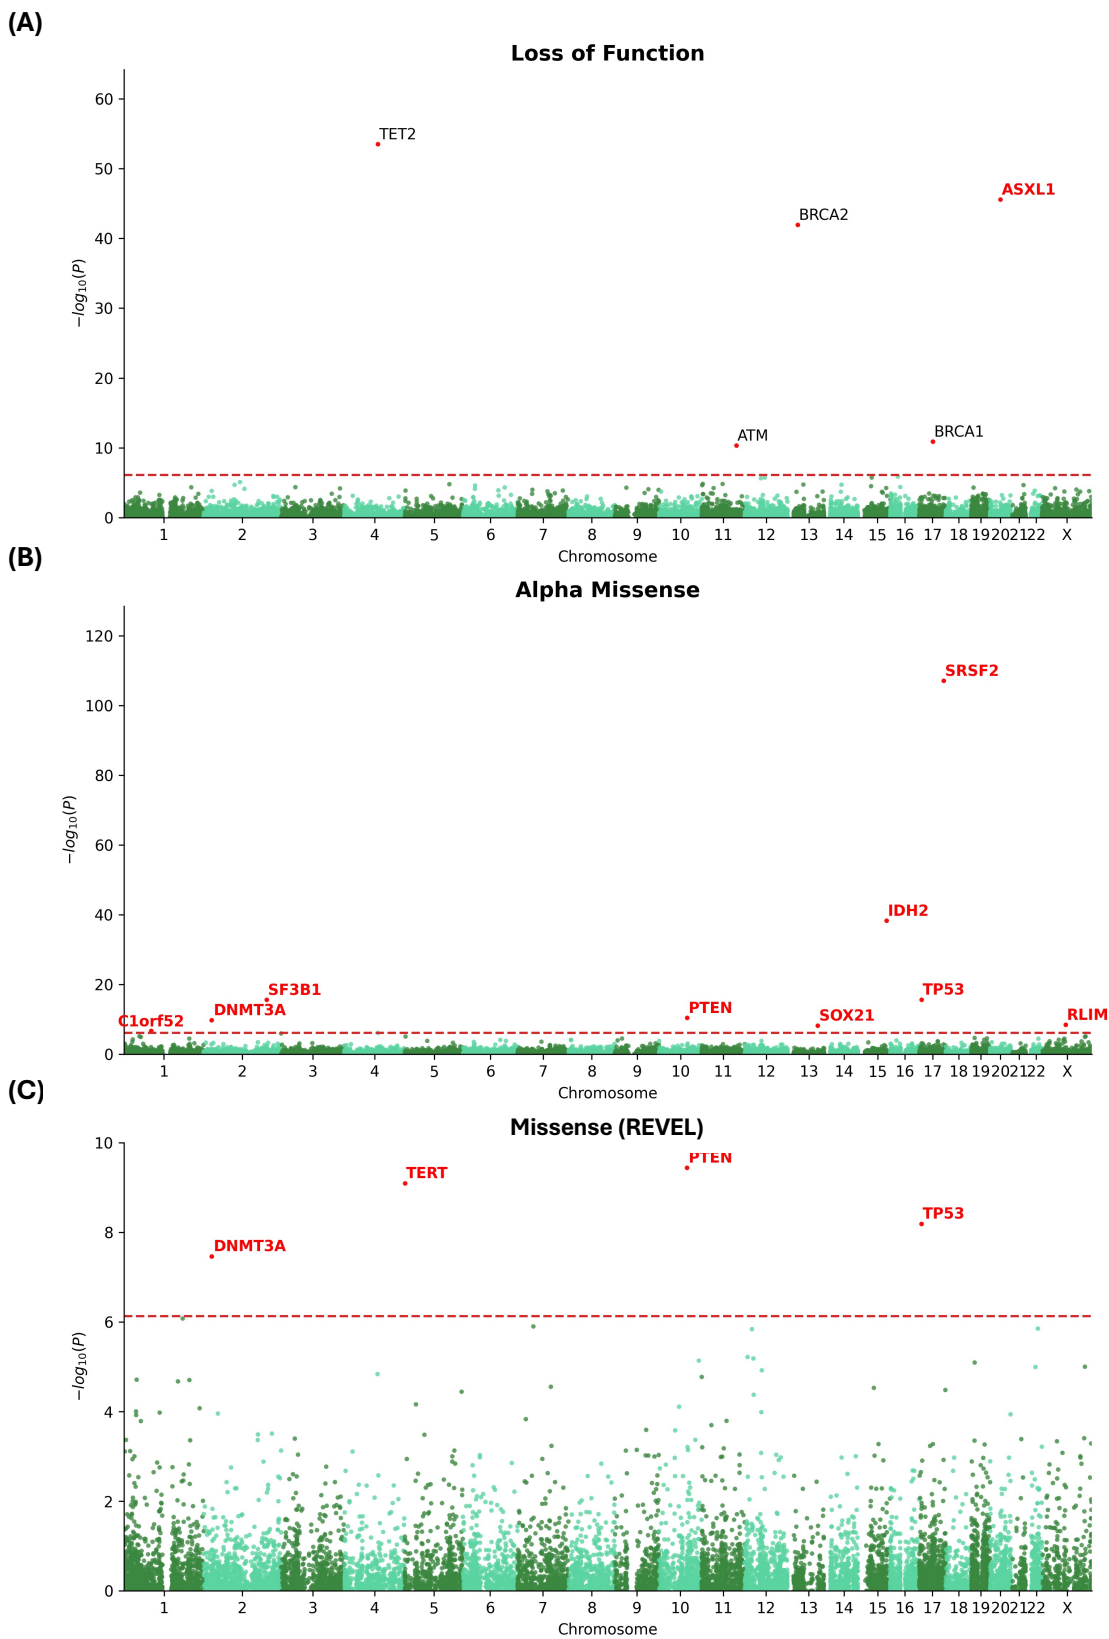 (A)
Loss of Function
60
TET2
50
ASXL1
BRCA2
40
−log10(P)
30
20
ATM
BRCA1
10
0
1 2 3 4 5 6 7 8 9 10 11 12 13 14 15 16 17 18 19 20 21 22 X
Chromosome
(B)
Alpha Missense
120
SRSF2
100
80
−log10(P)
60
40
IDH2
20
SF3B1
TP53
DNMT3A
PTEN
SOX21
RLIM
C1orf52
0
1 2 3 4 5 6 7 8 9 10 11 12 13 14 15 16 17 18 19 20 21 22 X
Chromosome
(C)
Missense (REVEL)
10
PTEN
TERT
TP53
8
DNMT3A
6
−log10(P)
4
2
0
1 2 3 4 5 6 7 8 9 10 11 12 13 14 15 16 17 18 19 20 21 22 X
Chromosome